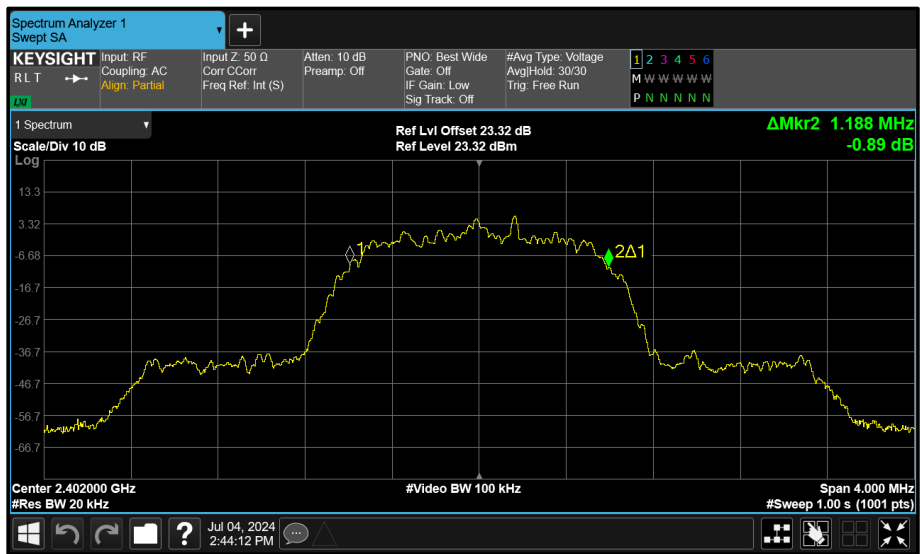 Spectrum Analyzer 1
Swept SA
KEYSIGHT
R L T
LXI
Input: RF
Coupling: AC
Align: Partial
Input Z: 50 Ω
Corr CCorr
Freq Ref: Int (S)
Atten: 10 dB
Preamp: Off
PNO: Best Wide
Gate: Off
IF Gain: Low
Sig Track: Off
#Avg Type: Voltage
Avg|Hold: 30/30
Trig: Free Run
1 2 3 4 5 6
M W W W W W
P N N N N N
1 Spectrum
Scale/Div 10 dB
Log
Ref Lvl Offset 23.32 dB
Ref Level 23.32 dBm
ΔMkr2 1.188 MHz
-0.89 dB
13.3
3.32
-6.68
-16.7
-26.7
-36.7
-46.7
-56.7
-66.7
1
2Δ1
Center 2.402000 GHz
#Res BW 20 kHz
#Video BW 100 kHz
Span 4.000 MHz
#Sweep 1.00 s (1001 pts)
?
Jul 04, 2024
2:44:12 PM